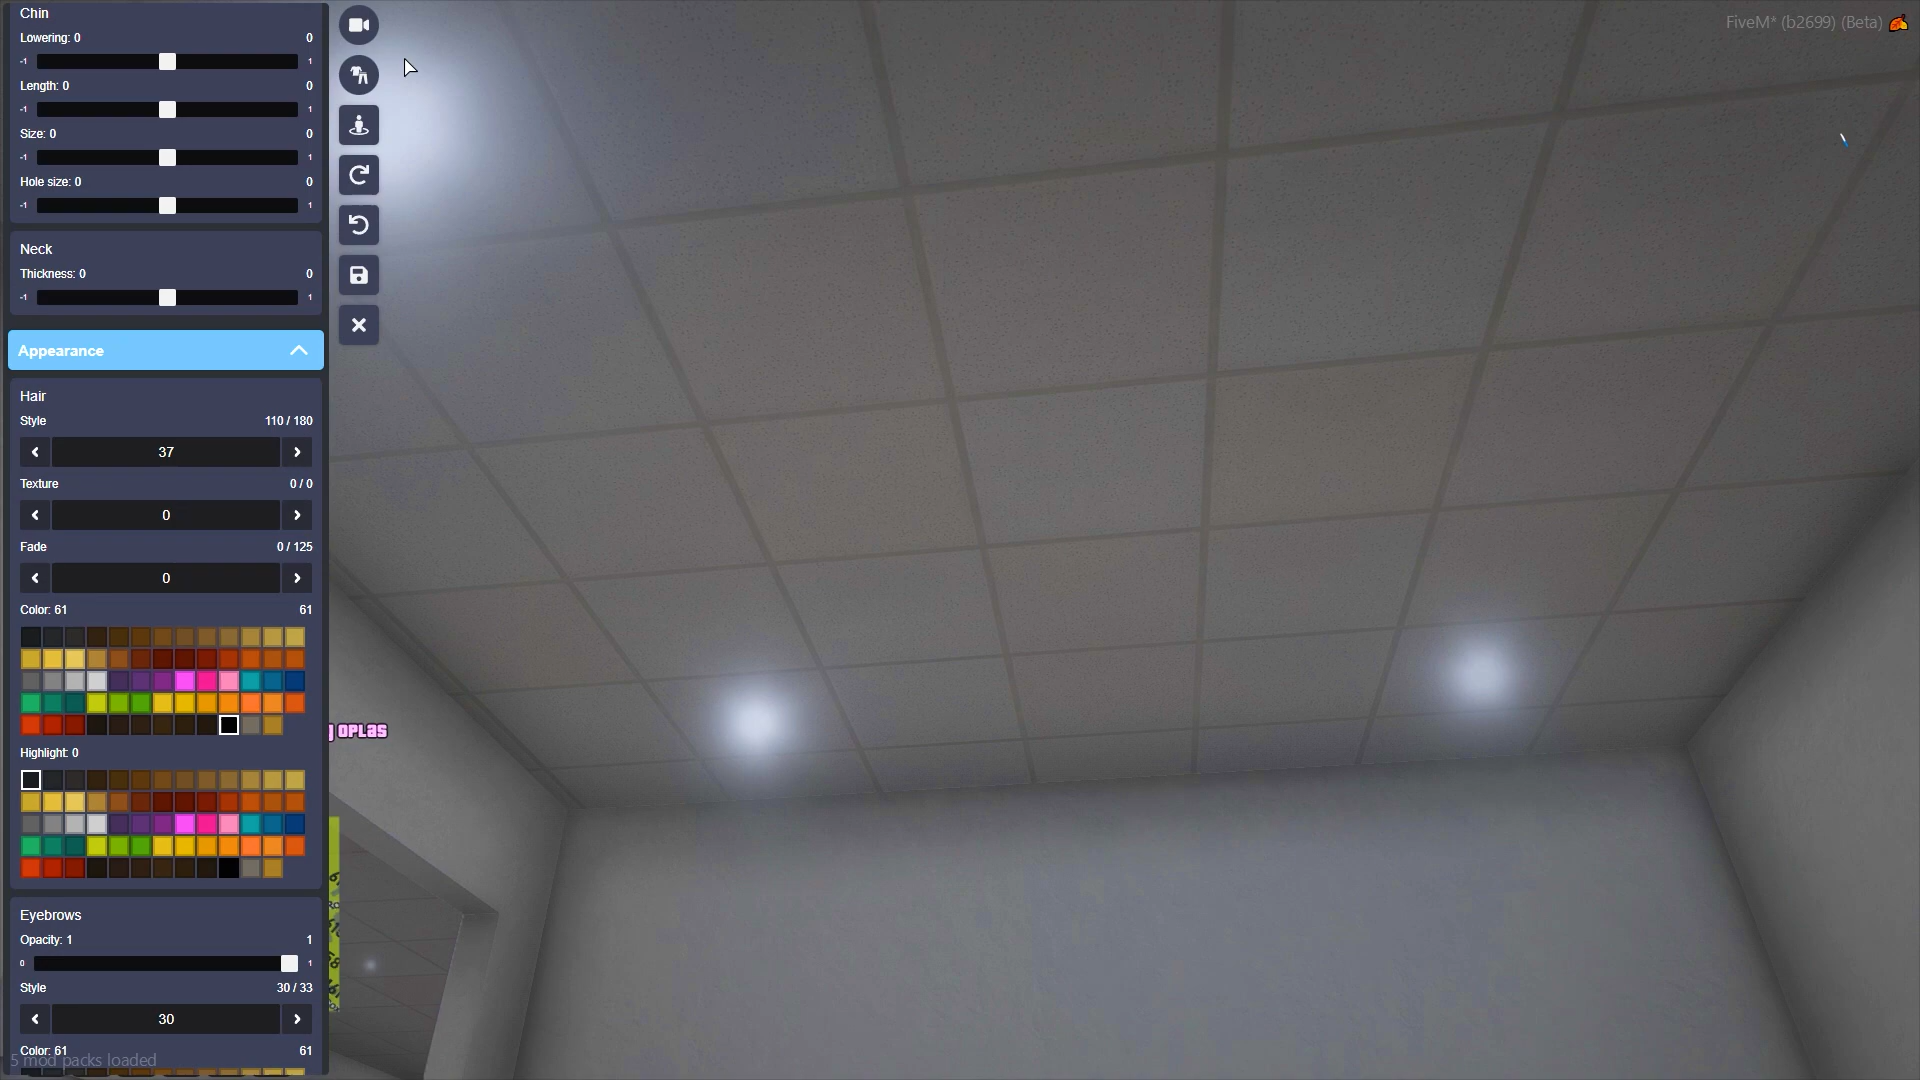 Chin
Lowering: 0 0
-1 1
Length: 0 0
-1 1
Size: 0 0
-1 1
Hole size: 0 0
-1 1
Neck
Thickness: 0 0
-1 1
Appearance
Hair
Style 110 / 180
37
Texture 0 / 0
0
Fade 0 / 125
0
Color: 61 61
Highlight: 0
Eyebrows
Opacity: 1 1
0 1
Style 30 / 33
30
Color: 61 61
5 mod packs loaded
FiveM* (b2699) (Beta)
OPLAS